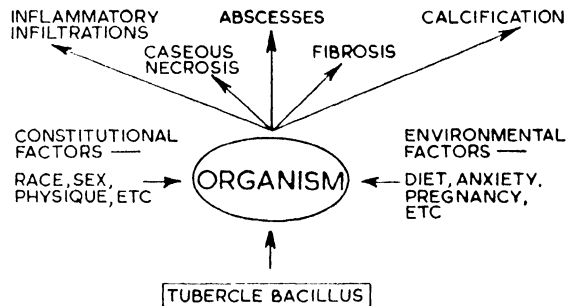 INFLAMMATORY
INFILTRATIONS
ABSCESSES
CALCIFICATION
CASEOUS
NECROSIS
FIBROSIS
CONSTITUTIONAL
FACTORS —
RACE, SEX,
PHYSIQUE, ETC
ORGANISM
ENVIRONMENTAL
FACTORS —
DIET, ANXIETY,
PREGNANCY,
ETC
TUBERCLE BACILLUS